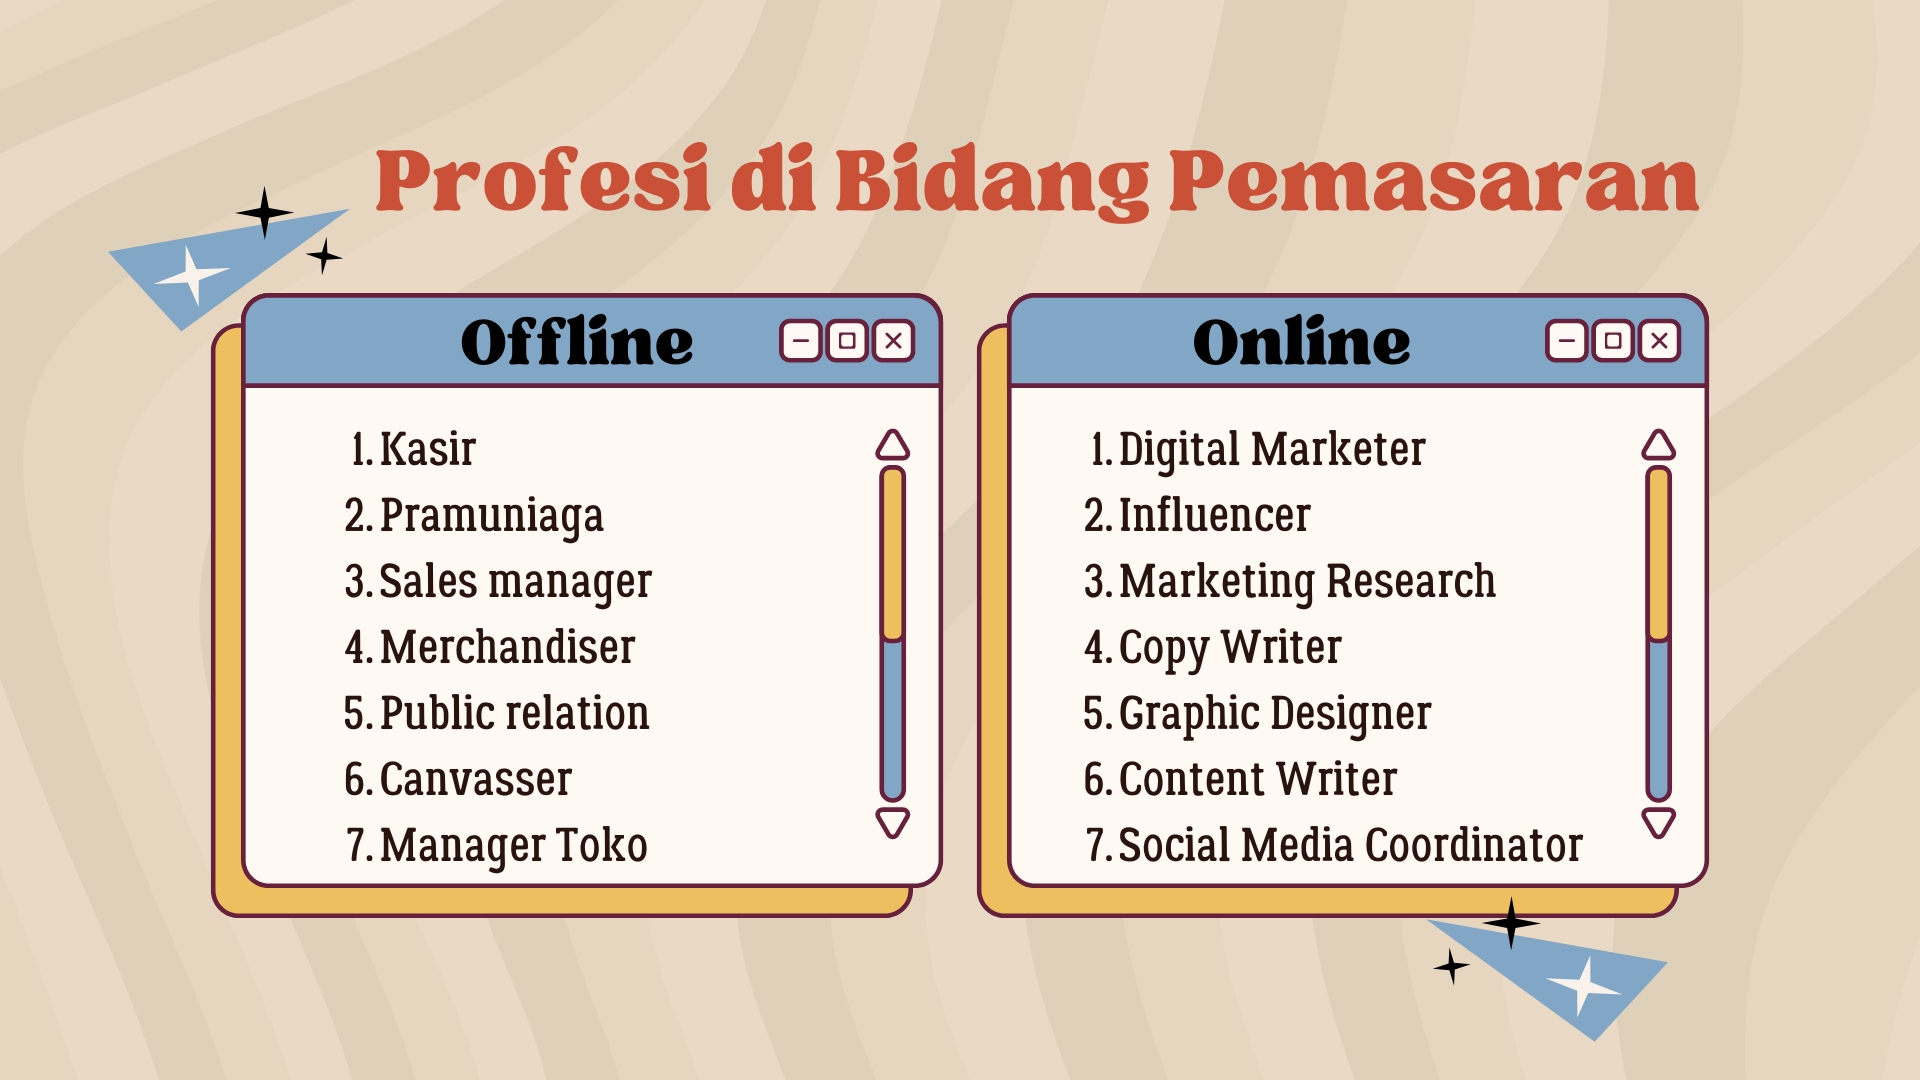 Profesi di Bidang Pemasaran
Offline
1. Kasir
2. Pramuniaga
3. Sales manager
4. Merchandiser
5. Public relation
6. Canvasser
7. Manager Toko
Online
1. Digital Marketer
2. Influencer
3. Marketing Research
4. Copy Writer
5. Graphic Designer
6. Content Writer
7. Social Media Coordinator